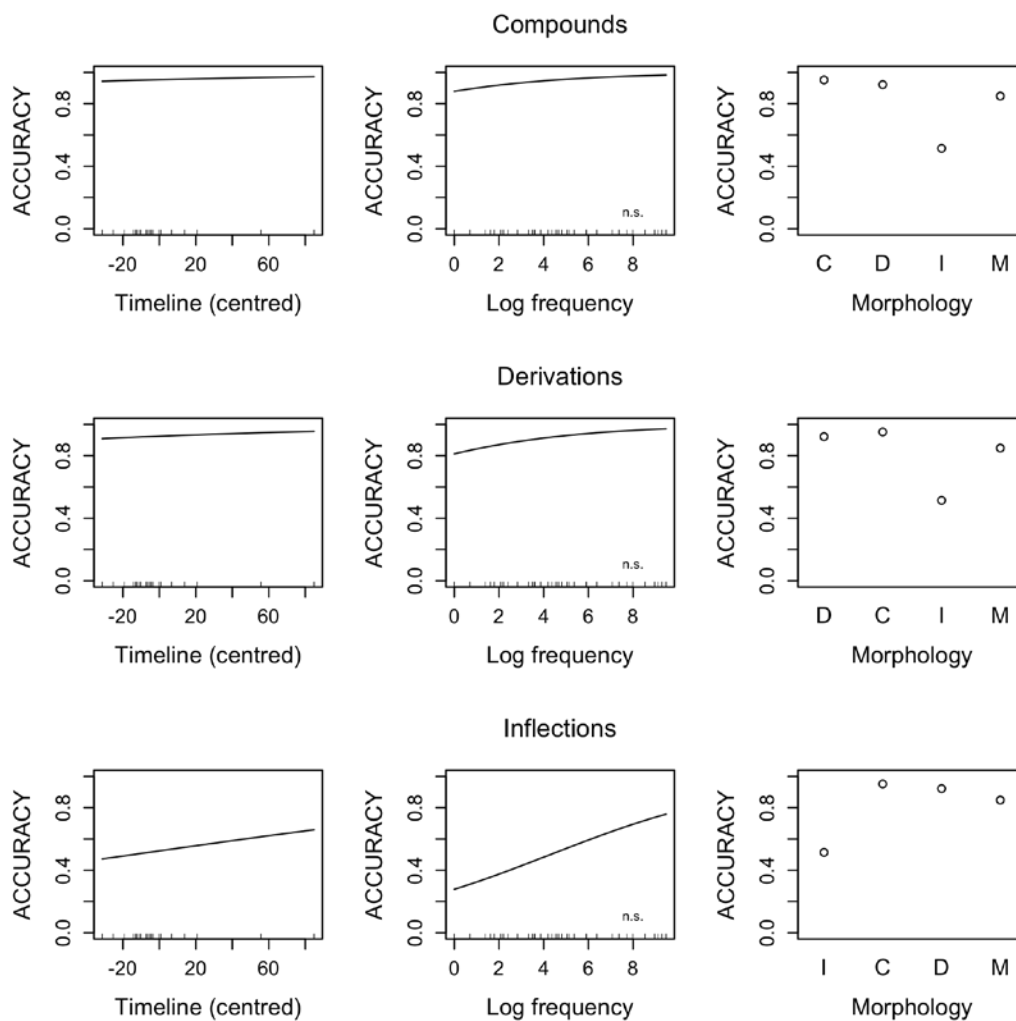 Compounds
ACCURACY
0.0 0.4 0.8
-20 20 60
Timeline (centred)
ACCURACY
0.0 0.4 0.8
n.s.
0 2 4 6 8
Log frequency
ACCURACY
0.0 0.4 0.8
C D I M
Morphology
Derivations
ACCURACY
0.0 0.4 0.8
-20 20 60
Timeline (centred)
ACCURACY
0.0 0.4 0.8
n.s.
0 2 4 6 8
Log frequency
ACCURACY
0.0 0.4 0.8
D C I M
Morphology
Inflections
ACCURACY
0.0 0.4 0.8
-20 20 60
Timeline (centred)
ACCURACY
0.0 0.4 0.8
n.s.
0 2 4 6 8
Log frequency
ACCURACY
0.0 0.4 0.8
I C D M
Morphology